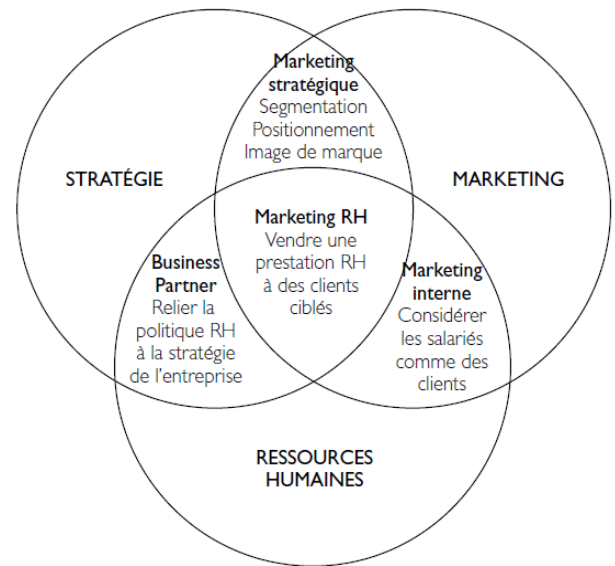 Marketing
stratégique
Segmentation
Positionnement
Image de marque
STRATÉGIE
MARKETING
Marketing RH
Vendre une
prestation RH
à des clients
ciblés
Business
Partner
Relier la
politique RH
à la stratégie
de l'entreprise
Marketing
interne
Considérer
les salariés
comme des
clients
RESSOURCES
HUMAINES